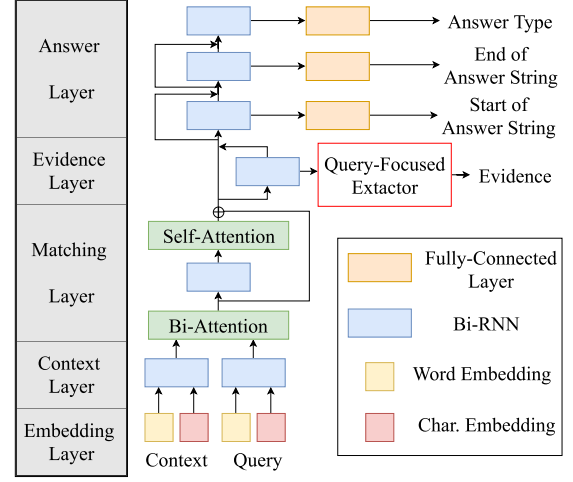 Answer
Layer
Evidence
Layer
Matching
Layer
Context
Layer
Embedding
Layer
Answer Type
End of
Answer String
Start of
Answer String
Query-Focused
Extactor
Evidence
Self-Attention
Bi-Attention
Context
Query
Fully-Connected
Layer
Bi-RNN
Word Embedding
Char. Embedding